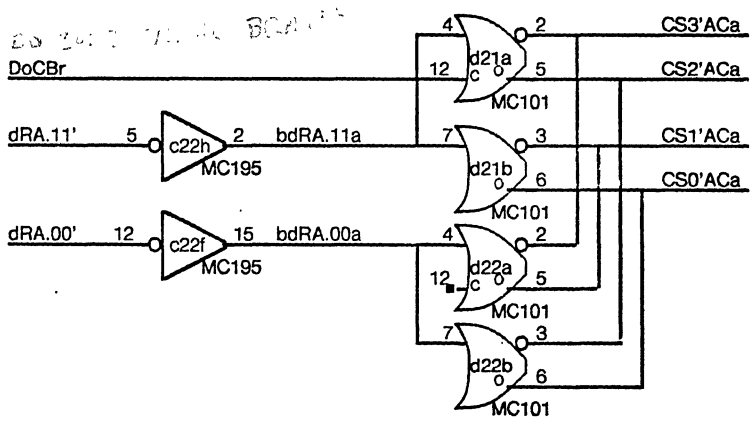 4 d21a 2 CS3'ACa
DoCBr 12 c O 5 CS2'ACa
MC101
dRA.11' 5 c22h 2 bdRA.11a 7 d21b 3 CS1'ACa
MC195
O 6 CS0'ACa
MC101
dRA.00' 12 c22f 15 bdRA.00a 4 d22a 2
MC195
12 c O 5
MC101
7 d22b 3
O 6
MC101